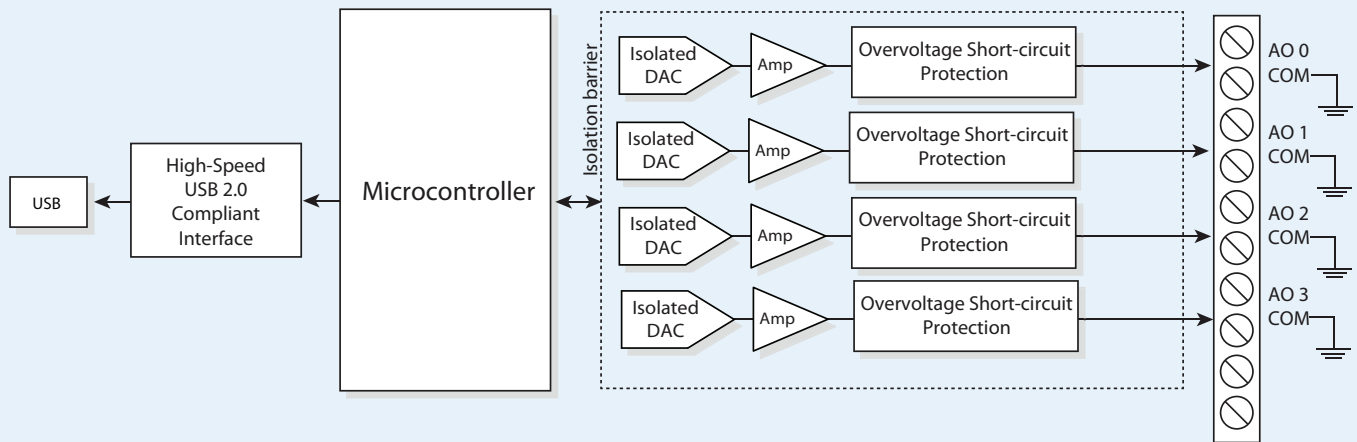 USB
High-Speed
USB 2.0
Compliant
Interface
Microcontroller
Isolation barrier
Isolated
DAC
Amp
Overvoltage Short-circuit
Protection
AO 0
COM
Isolated
DAC
Amp
Overvoltage Short-circuit
Protection
AO 1
COM
Isolated
DAC
Amp
Overvoltage Short-circuit
Protection
AO 2
COM
Isolated
DAC
Amp
Overvoltage Short-circuit
Protection
AO 3
COM